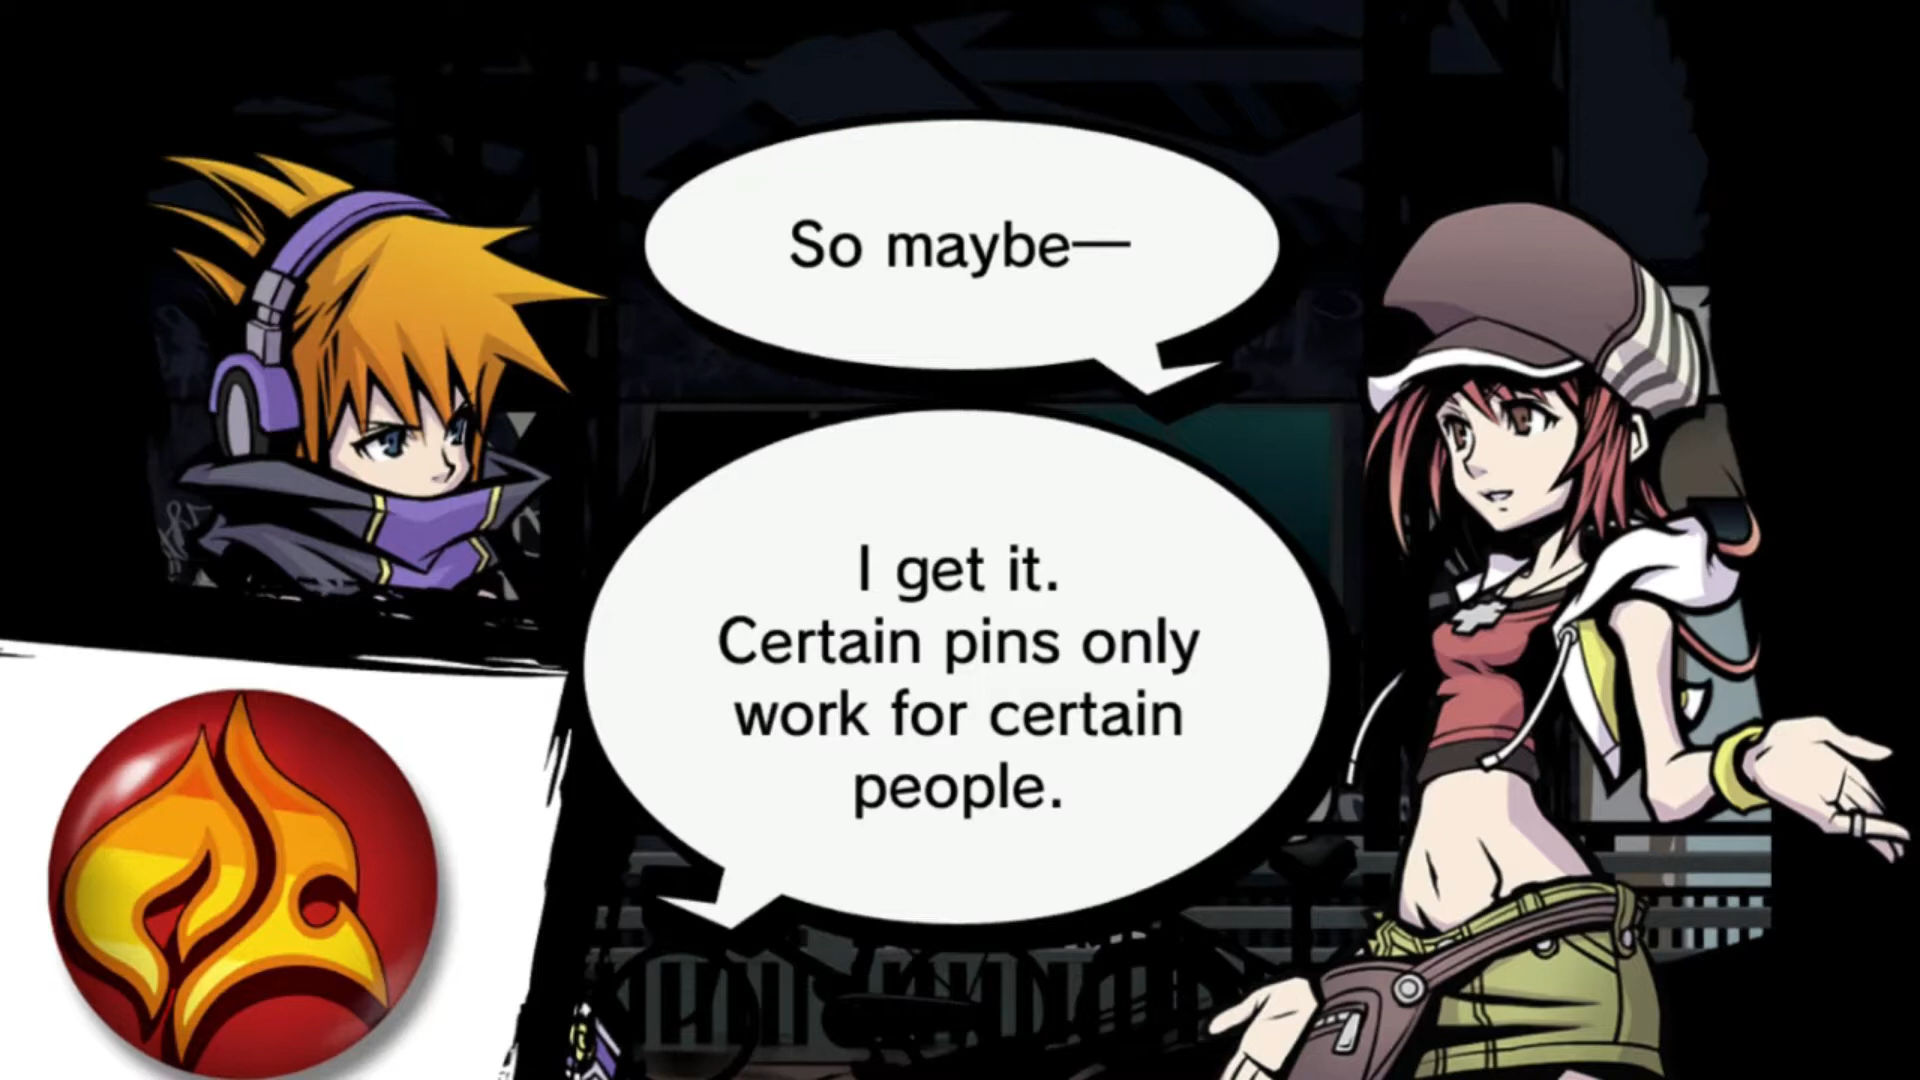 So maybe—
I get it.
Certain pins only
work for certain
people.